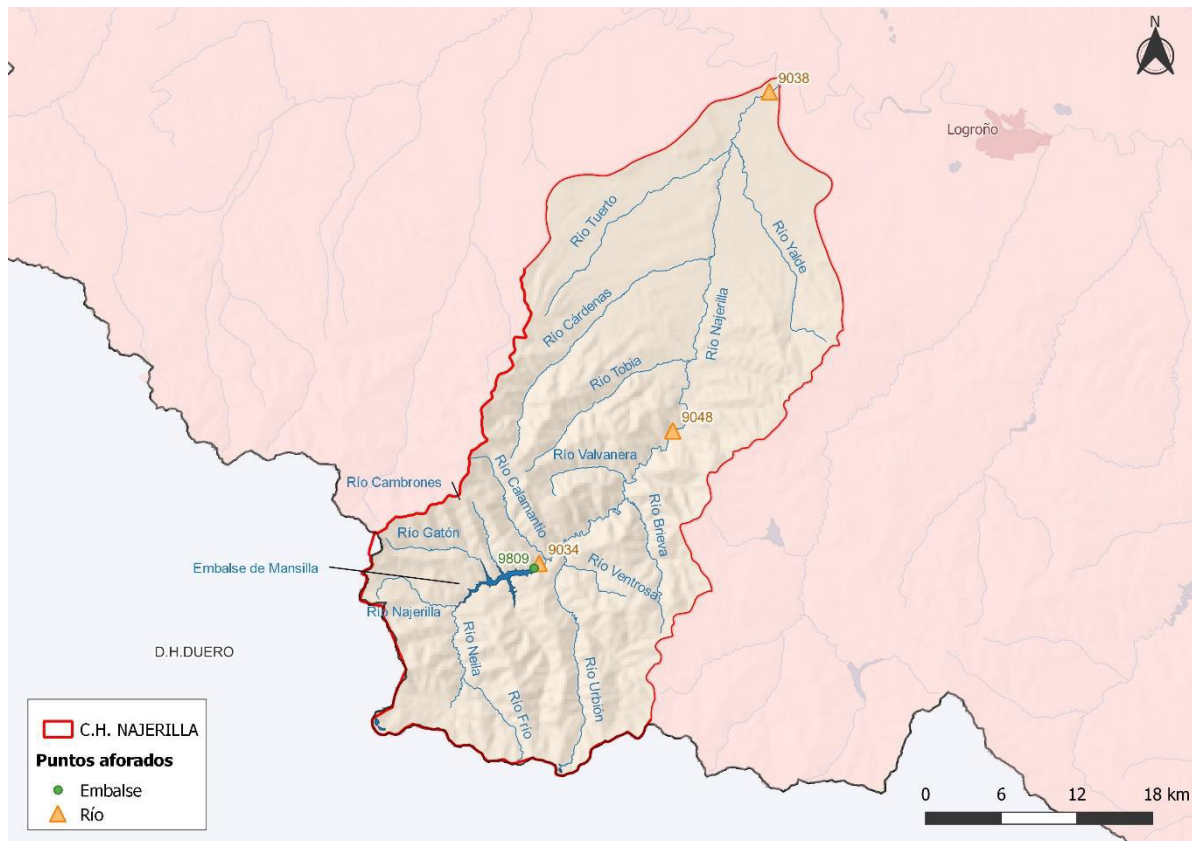 N
9038
Logroño
Río Tuerto
Río Yalde
Río Cárdenas
Río Najerilla
Río Tobia
9048
Río Valvanera
Río Cambrones
Río Calamantio
Río Brieva
Río Gatón
9809
9034
Embalse de Mansilla
Río Ventrosa
Río Najerilla
Río Neila
D.H.DUERO
Río Urbión
Río Frío
C.H. NAJERILLA
Puntos aforados
Embalse
Río
0 6 12 18 km